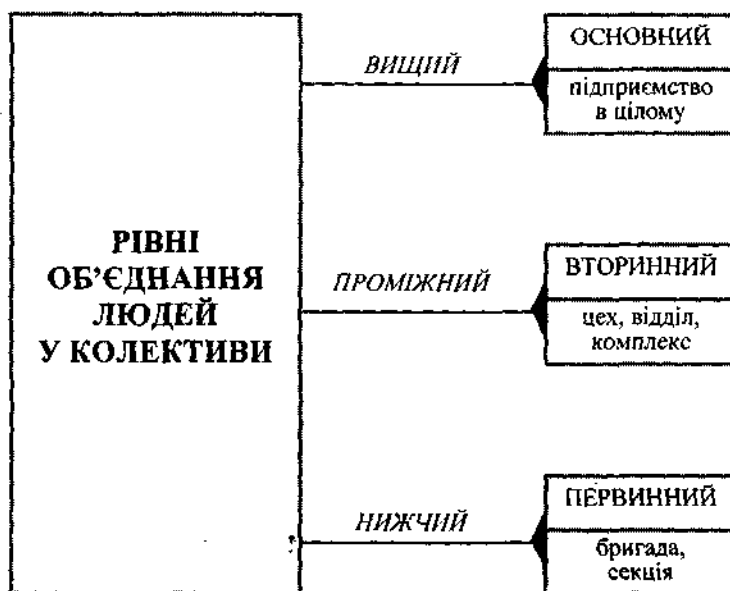 РІВНІ
ОБ’ЄДНАННЯ
ЛЮДЕЙ
У КОЛЕКТИВИ
ВИЩИЙ
ОСНОВНИЙ
підприємство
в цілому
ПРОМІЖНИЙ
ВТОРИННИЙ
цех, відділ,
комплекс
НИЖЧИЙ
ПЕРВИННИЙ
бригада,
секція